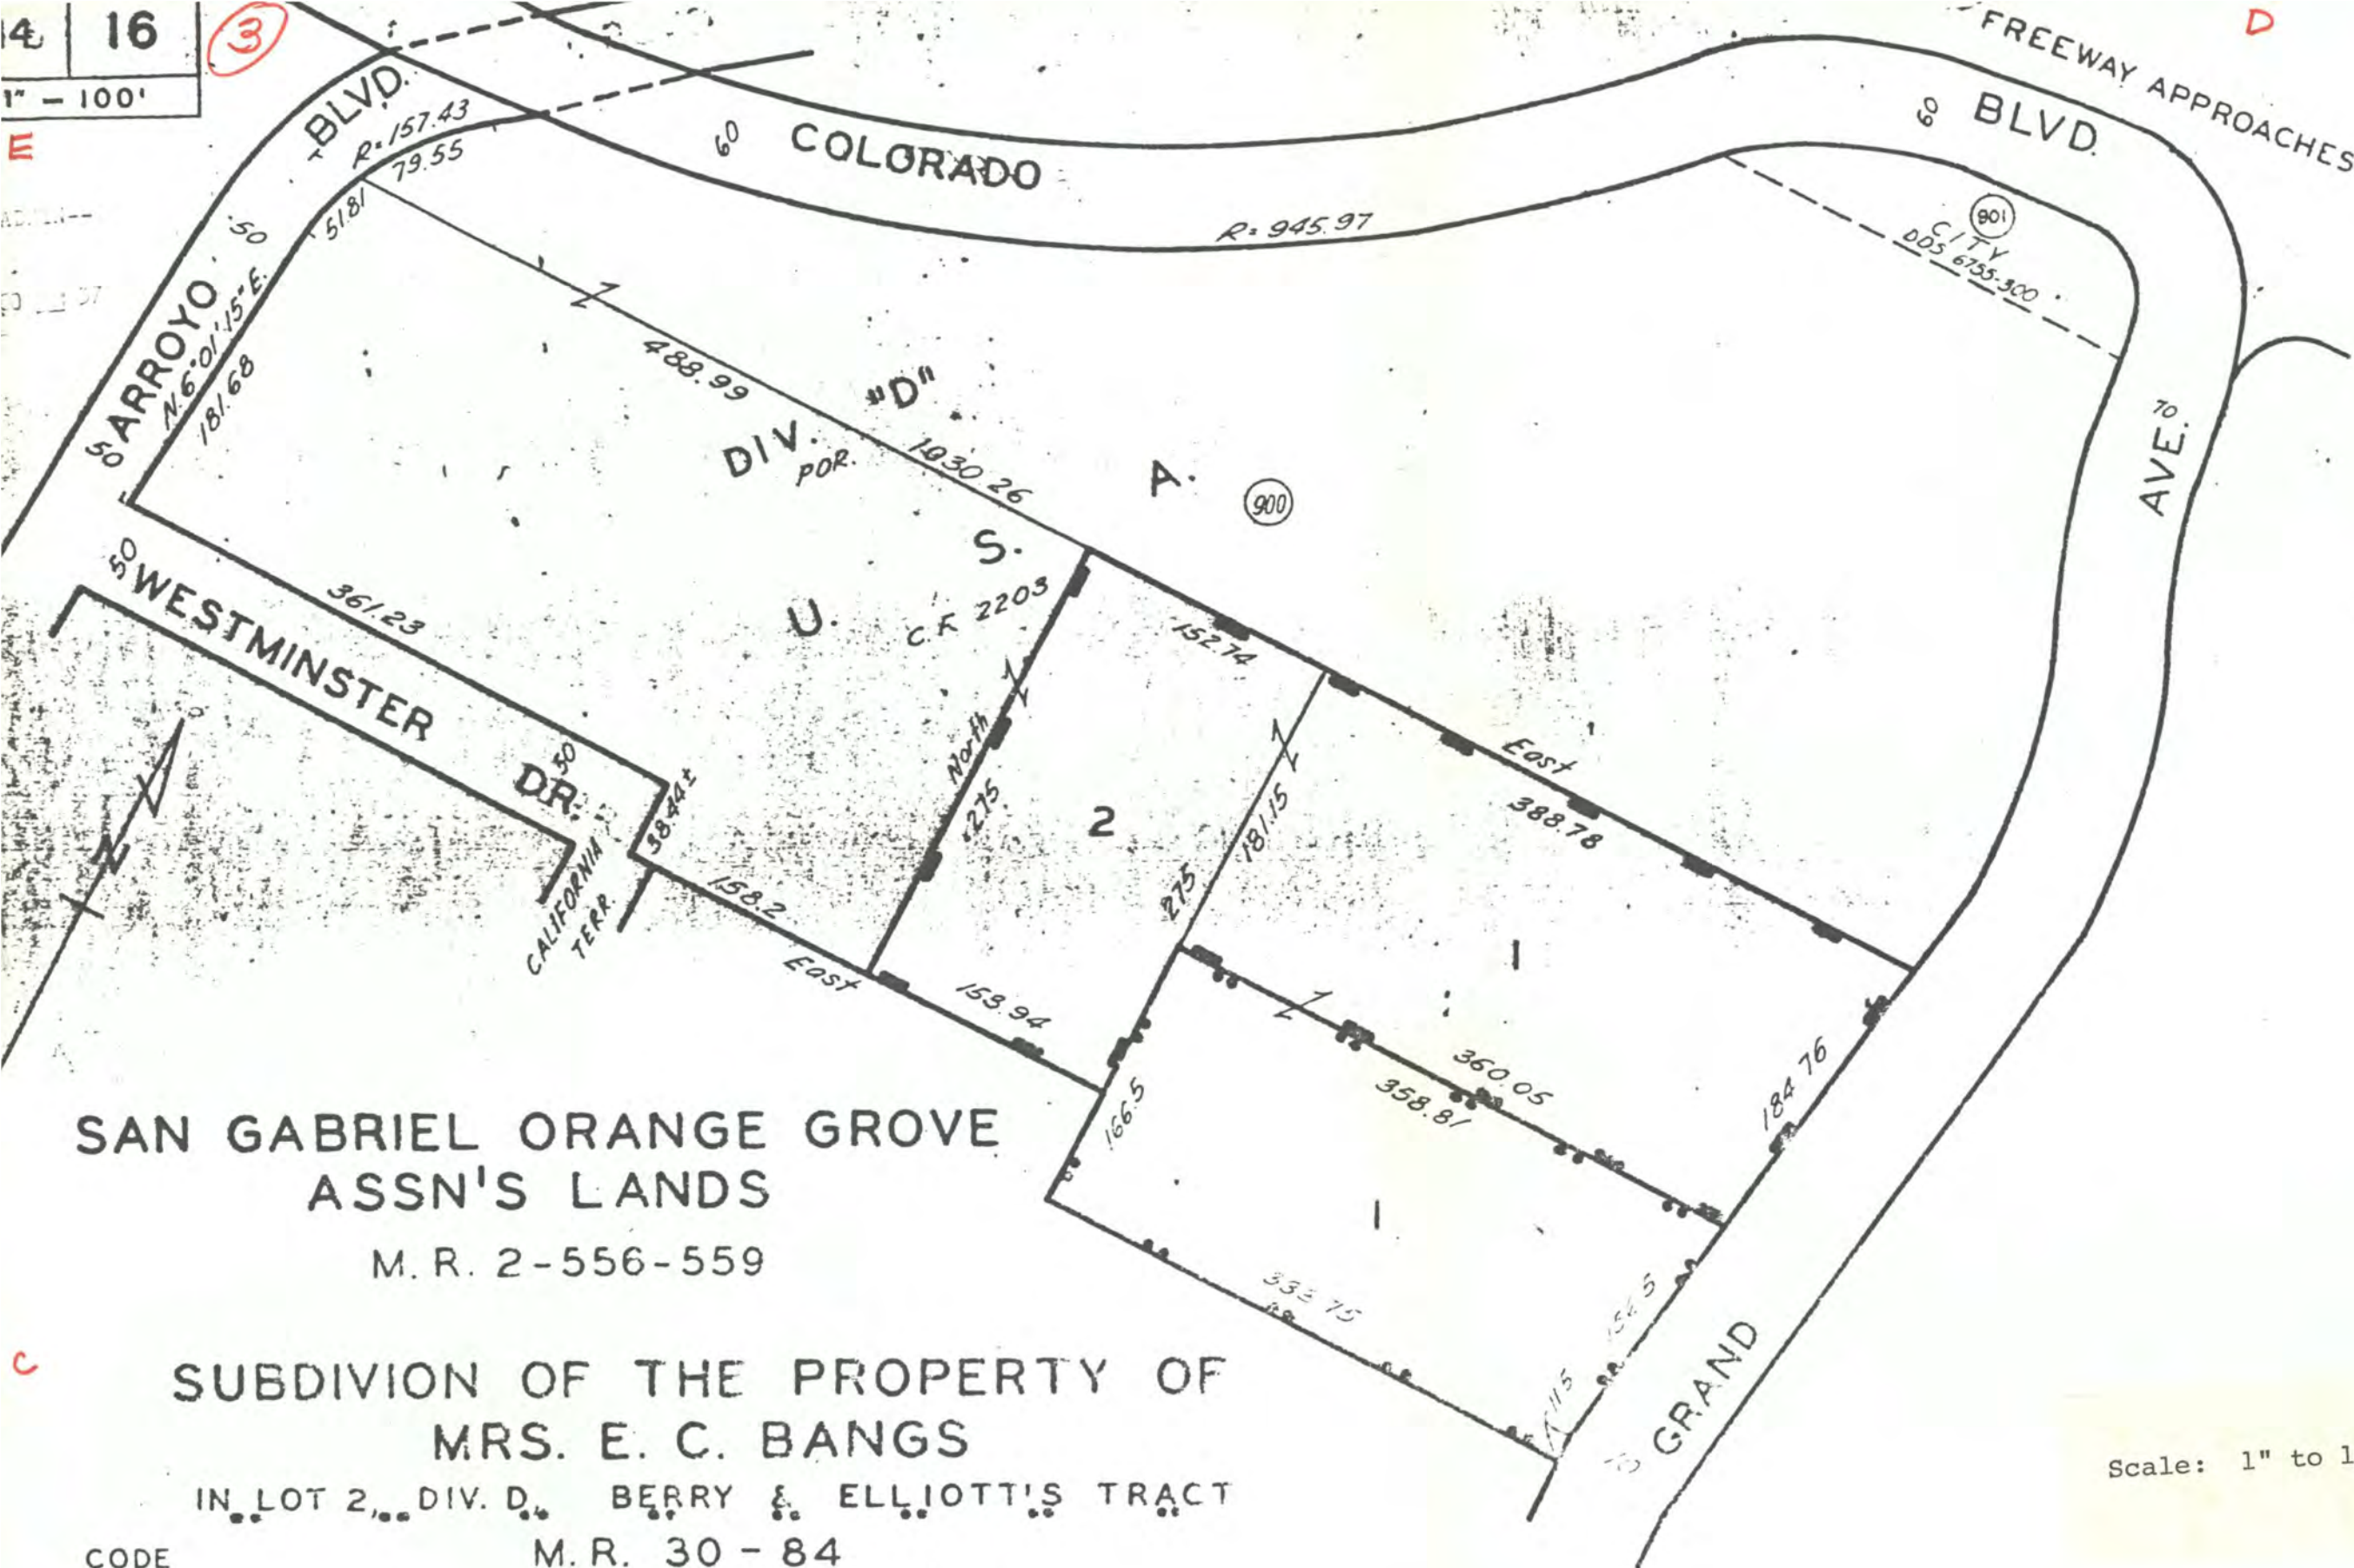 16
3
D
1" - 100'
E
FREEWAY APPROACHES
BLVD.
R=157.43
79.55
51.81
60
COLORADO
60
BLVD.
R=945.97
901
CITY
DDS 6755-300
50
ARROYO
N.6°01'15"E.
181.68
50
488.99
"D"
DIV.
POR.
1030.26
A.
900
S.
U.
C.F. 2203
70
AVE.
50
WESTMINSTER
DR.
50
361.23
38.44±
CALIFORNIA
TERR
158.2
East
North
275
152.74
2
153.94
275
181.15
East
388.78
1
360.05
358.81
184.76
166.5
1
N
GRAND
SAN GABRIEL ORANGE GROVE
ASSN'S LANDS
M. R. 2-556-559
C
SUBDIVION OF THE PROPERTY OF
MRS. E. C. BANGS
IN LOT 2, DIV. D. BERRY & ELLIOTT'S TRACT
M. R. 30 - 84
CODE
Scale: 1" to 1